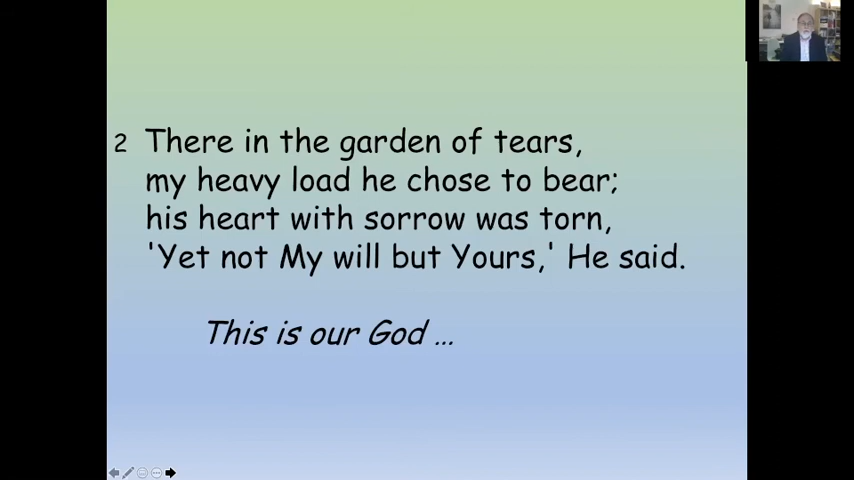 2 There in the garden of tears,
my heavy load he chose to bear;
his heart with sorrow was torn,
'Yet not My will but Yours,' He said.
This is our God ...